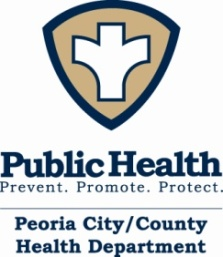 Public Health
Prevent. Promote. Protect.
Peoria City/County
Health Department